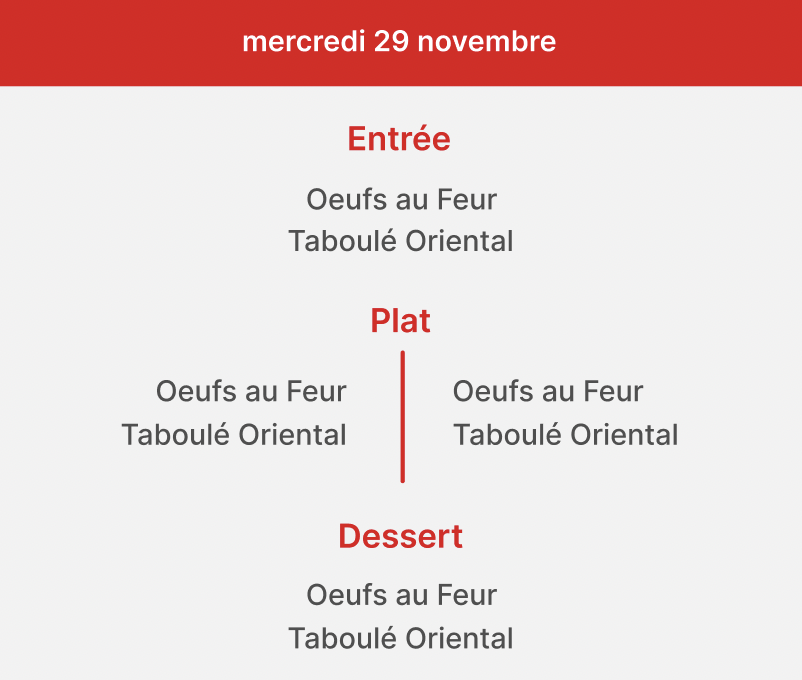 mercredi 29 novembre
Entrée
Oeufs au Feur
Taboulé Oriental
Plat
Oeufs au Feur
Taboulé Oriental
Oeufs au Feur
Taboulé Oriental
Dessert
Oeufs au Feur
Taboulé Oriental